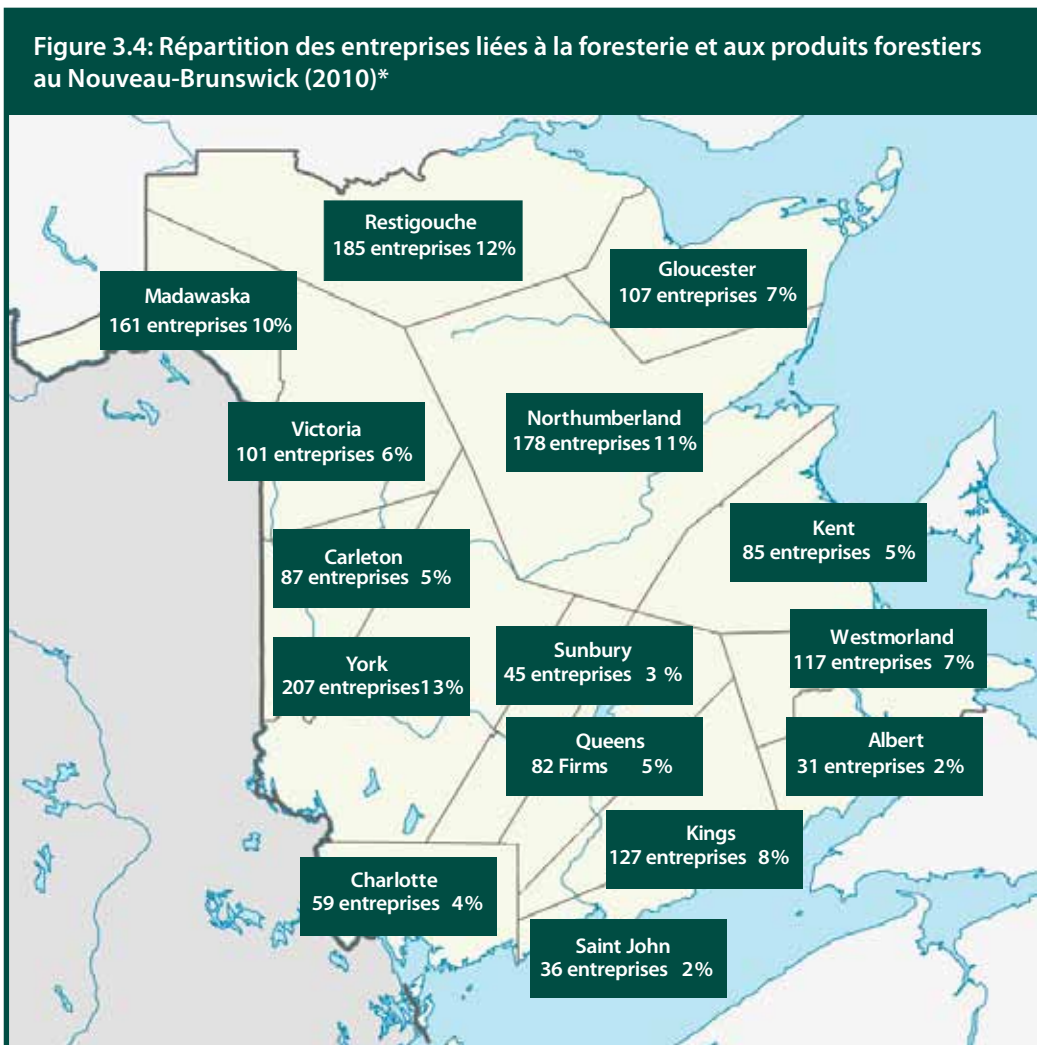 Figure 3.4: Répartition des entreprises liées à la foresterie et aux produits forestiers
au Nouveau-Brunswick (2010)*
Restigouche
185 entreprises 12%
Gloucester
107 entreprises 7%
Madawaska
161 entreprises 10%
Northumberland
178 entreprises 11%
Victoria
101 entreprises 6%
Kent
85 entreprises 5%
Carleton
87 entreprises 5%
Westmorland
117 entreprises 7%
Sunbury
45 entreprises 3 %
York
207 entreprises13%
Queens
82 Firms 5%
Albert
31 entreprises 2%
Kings
127 entreprises 8%
Charlotte
59 entreprises 4%
Saint John
36 entreprises 2%